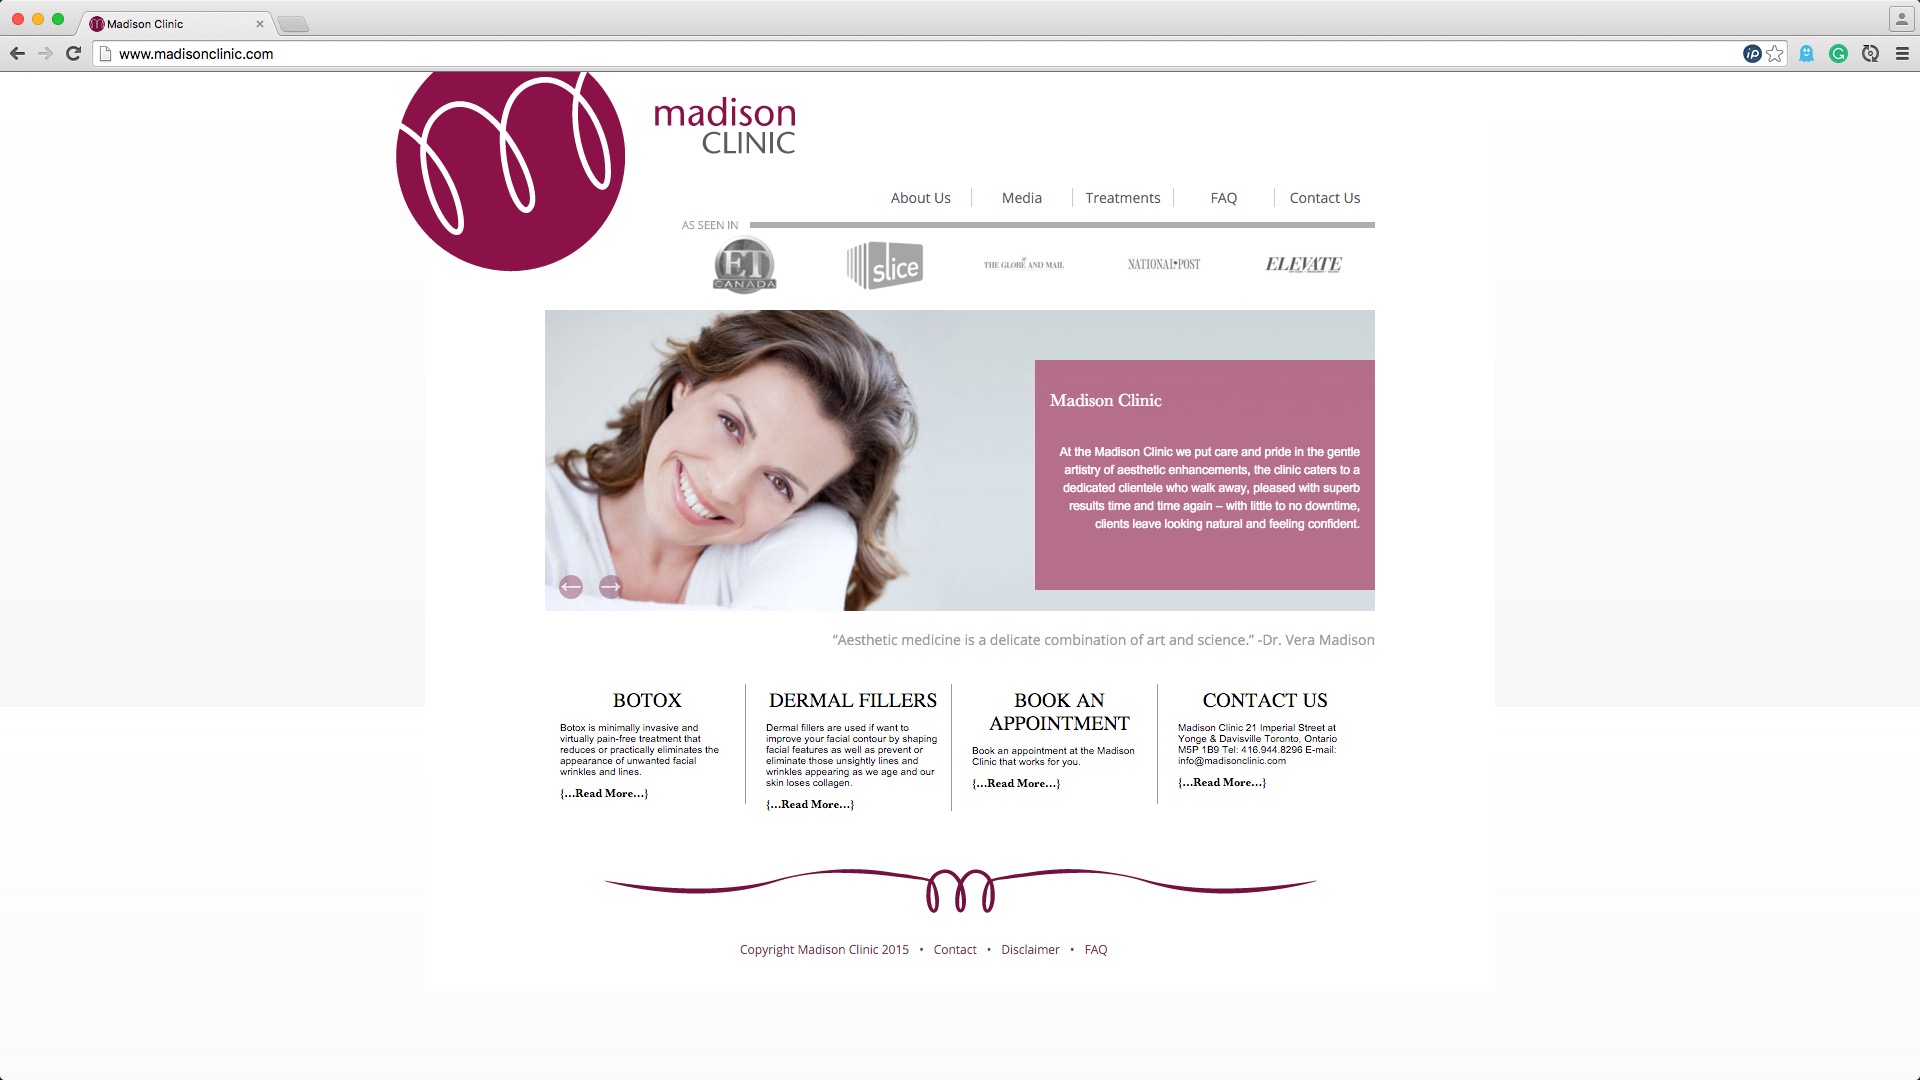 Madison Clinic
www.madisonclinic.com
madison
CLINIC
About Us
Media
Treatments
FAQ
Contact Us
AS SEEN IN
ET
CANADA
slice
THE GLOBE AND MAIL
NATIONAL POST
ELEVATE
Madison Clinic
At the Madison Clinic we put care and pride in the gentle
artistry of aesthetic enhancements, the clinic caters to a
dedicated clientele who walk away, pleased with superb
results time and time again – with little to no downtime,
clients leave looking natural and feeling confident.
“Aesthetic medicine is a delicate combination of art and science.” -Dr. Vera Madison
BOTOX
Botox is minimally invasive and
virtually pain-free treatment that
reduces or practically eliminates the
appearance of unwanted facial
wrinkles and lines.
{...Read More...}
DERMAL FILLERS
Dermal fillers are used if want to
improve your facial contour by shaping
facial features as well as prevent or
eliminate those unsightly lines and
wrinkles appearing as we age and our
skin loses collagen.
{...Read More...}
BOOK AN
APPOINTMENT
Book an appointment at the Madison
Clinic that works for you.
{...Read More...}
CONTACT US
Madison Clinic 21 Imperial Street at
Yonge & Davisville Toronto, Ontario
M5P 1B9 Tel: 416.944.8296 E-mail:
info@madisonclinic.com
{...Read More...}
Copyright Madison Clinic 2015 • Contact • Disclaimer • FAQ